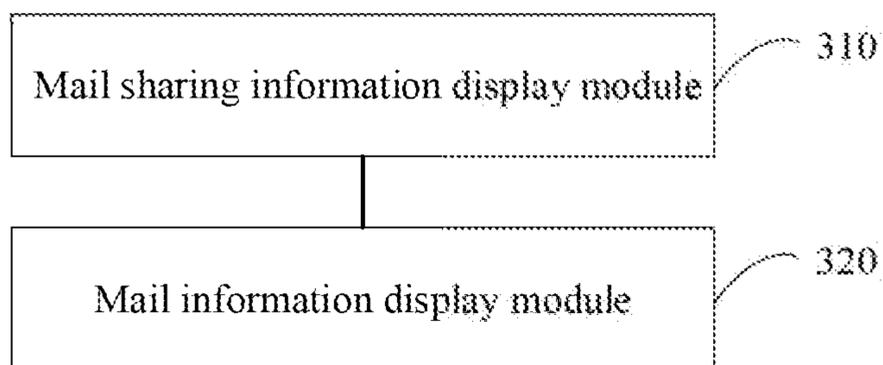 Mail sharing information display module
310
Mail information display module
320